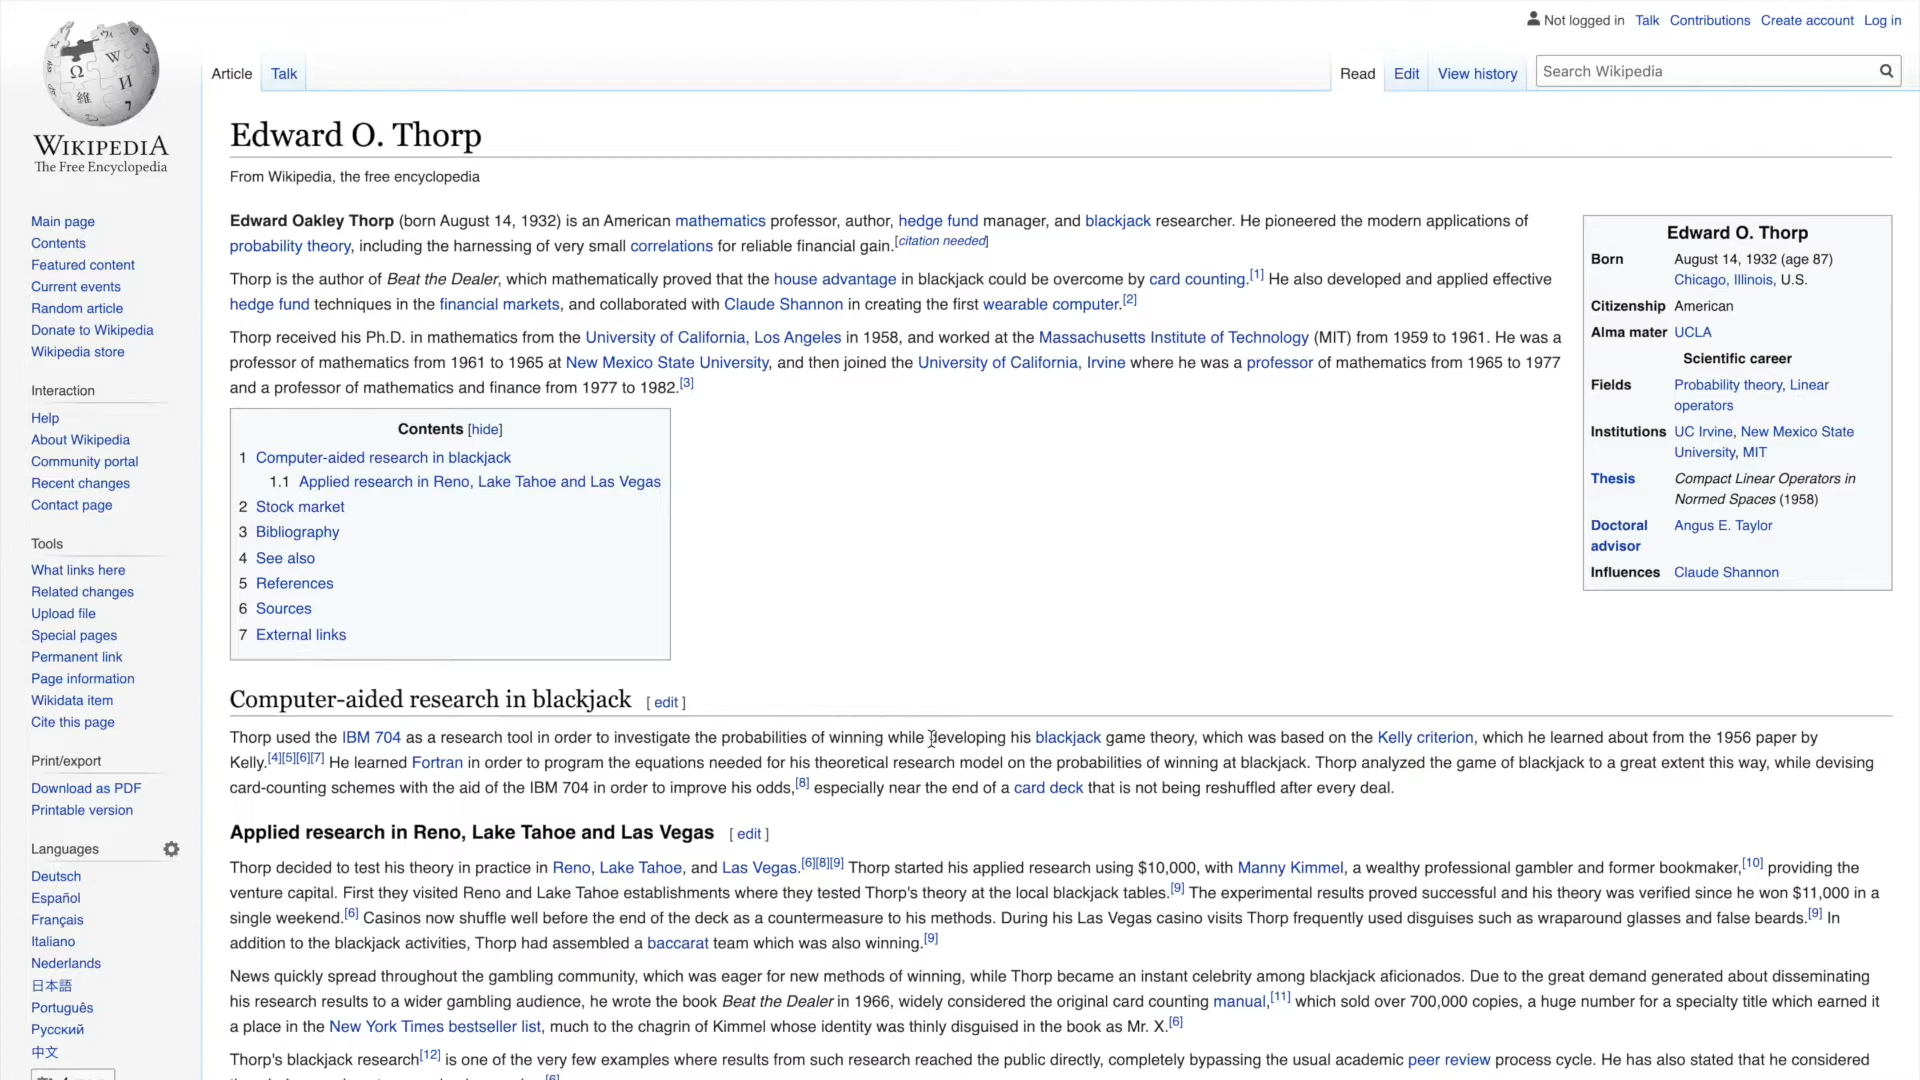 Not logged in Talk Contributions Create account Log in
Article Talk Read Edit View history Search Wikipedia
WIKIPEDIA
The Free Encyclopedia
Main page
Contents
Featured content
Current events
Random article
Donate to Wikipedia
Wikipedia store
Interaction
Help
About Wikipedia
Community portal
Recent changes
Contact page
Tools
What links here
Related changes
Upload file
Special pages
Permanent link
Page information
Wikidata item
Cite this page
Print/export
Download as PDF
Printable version
Languages
Deutsch
Español
Français
Italiano
Nederlands
日本語
Português
Русский
中文
Edward O. Thorp
From Wikipedia, the free encyclopedia
Edward Oakley Thorp (born August 14, 1932) is an American mathematics professor, author, hedge fund manager, and blackjack researcher. He pioneered the modern applications of
probability theory, including the harnessing of very small correlations for reliable financial gain.[citation needed]
Thorp is the author of Beat the Dealer, which mathematically proved that the house advantage in blackjack could be overcome by card counting.[1] He also developed and applied effective
hedge fund techniques in the financial markets, and collaborated with Claude Shannon in creating the first wearable computer.[2]
Thorp received his Ph.D. in mathematics from the University of California, Los Angeles in 1958, and worked at the Massachusetts Institute of Technology (MIT) from 1959 to 1961. He was a
professor of mathematics from 1961 to 1965 at New Mexico State University, and then joined the University of California, Irvine where he was a professor of mathematics from 1965 to 1977
and a professor of mathematics and finance from 1977 to 1982.[3]
Edward O. Thorp
Born August 14, 1932 (age 87)
Chicago, Illinois, U.S.
Citizenship American
Alma mater UCLA
Scientific career
Fields Probability theory, Linear
operators
Institutions UC Irvine, New Mexico State
University, MIT
Thesis Compact Linear Operators in
Normed Spaces (1958)
Doctoral Angus E. Taylor
advisor
Influences Claude Shannon
Contents [hide]
1 Computer-aided research in blackjack
1.1 Applied research in Reno, Lake Tahoe and Las Vegas
2 Stock market
3 Bibliography
4 See also
5 References
6 Sources
7 External links
Computer-aided research in blackjack [ edit ]
Thorp used the IBM 704 as a research tool in order to investigate the probabilities of winning while developing his blackjack game theory, which was based on the Kelly criterion, which he learned about from the 1956 paper by
Kelly.[4][5][6][7] He learned Fortran in order to program the equations needed for his theoretical research model on the probabilities of winning at blackjack. Thorp analyzed the game of blackjack to a great extent this way, while devising
card-counting schemes with the aid of the IBM 704 in order to improve his odds,[8] especially near the end of a card deck that is not being reshuffled after every deal.
Applied research in Reno, Lake Tahoe and Las Vegas [ edit ]
Thorp decided to test his theory in practice in Reno, Lake Tahoe, and Las Vegas.[6][8][9] Thorp started his applied research using $10,000, with Manny Kimmel, a wealthy professional gambler and former bookmaker,[10] providing the
venture capital. First they visited Reno and Lake Tahoe establishments where they tested Thorp's theory at the local blackjack tables.[9] The experimental results proved successful and his theory was verified since he won $11,000 in a
single weekend.[6] Casinos now shuffle well before the end of the deck as a countermeasure to his methods. During his Las Vegas casino visits Thorp frequently used disguises such as wraparound glasses and false beards.[9] In
addition to the blackjack activities, Thorp had assembled a baccarat team which was also winning.[9]
News quickly spread throughout the gambling community, which was eager for new methods of winning, while Thorp became an instant celebrity among blackjack aficionados. Due to the great demand generated about disseminating
his research results to a wider gambling audience, he wrote the book Beat the Dealer in 1966, widely considered the original card counting manual,[11] which sold over 700,000 copies, a huge number for a specialty title which earned it
a place in the New York Times bestseller list, much to the chagrin of Kimmel whose identity was thinly disguised in the book as Mr. X.[6]
Thorp's blackjack research[12] is one of the very few examples where results from such research reached the public directly, completely bypassing the usual academic peer review process cycle. He has also stated that he considered
[6]